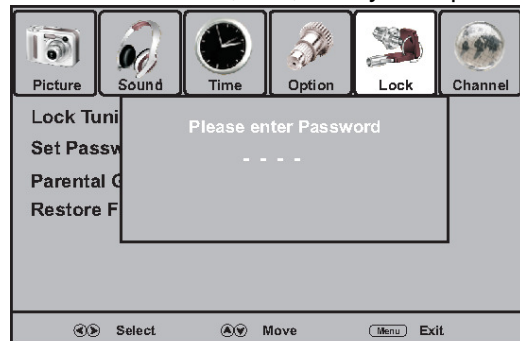 Picture Sound Time Option Lock Channel
Lock Tuni
Please enter Password
Set Passw
- - - -
Parental G
Restore F
Select Move Menu Exit